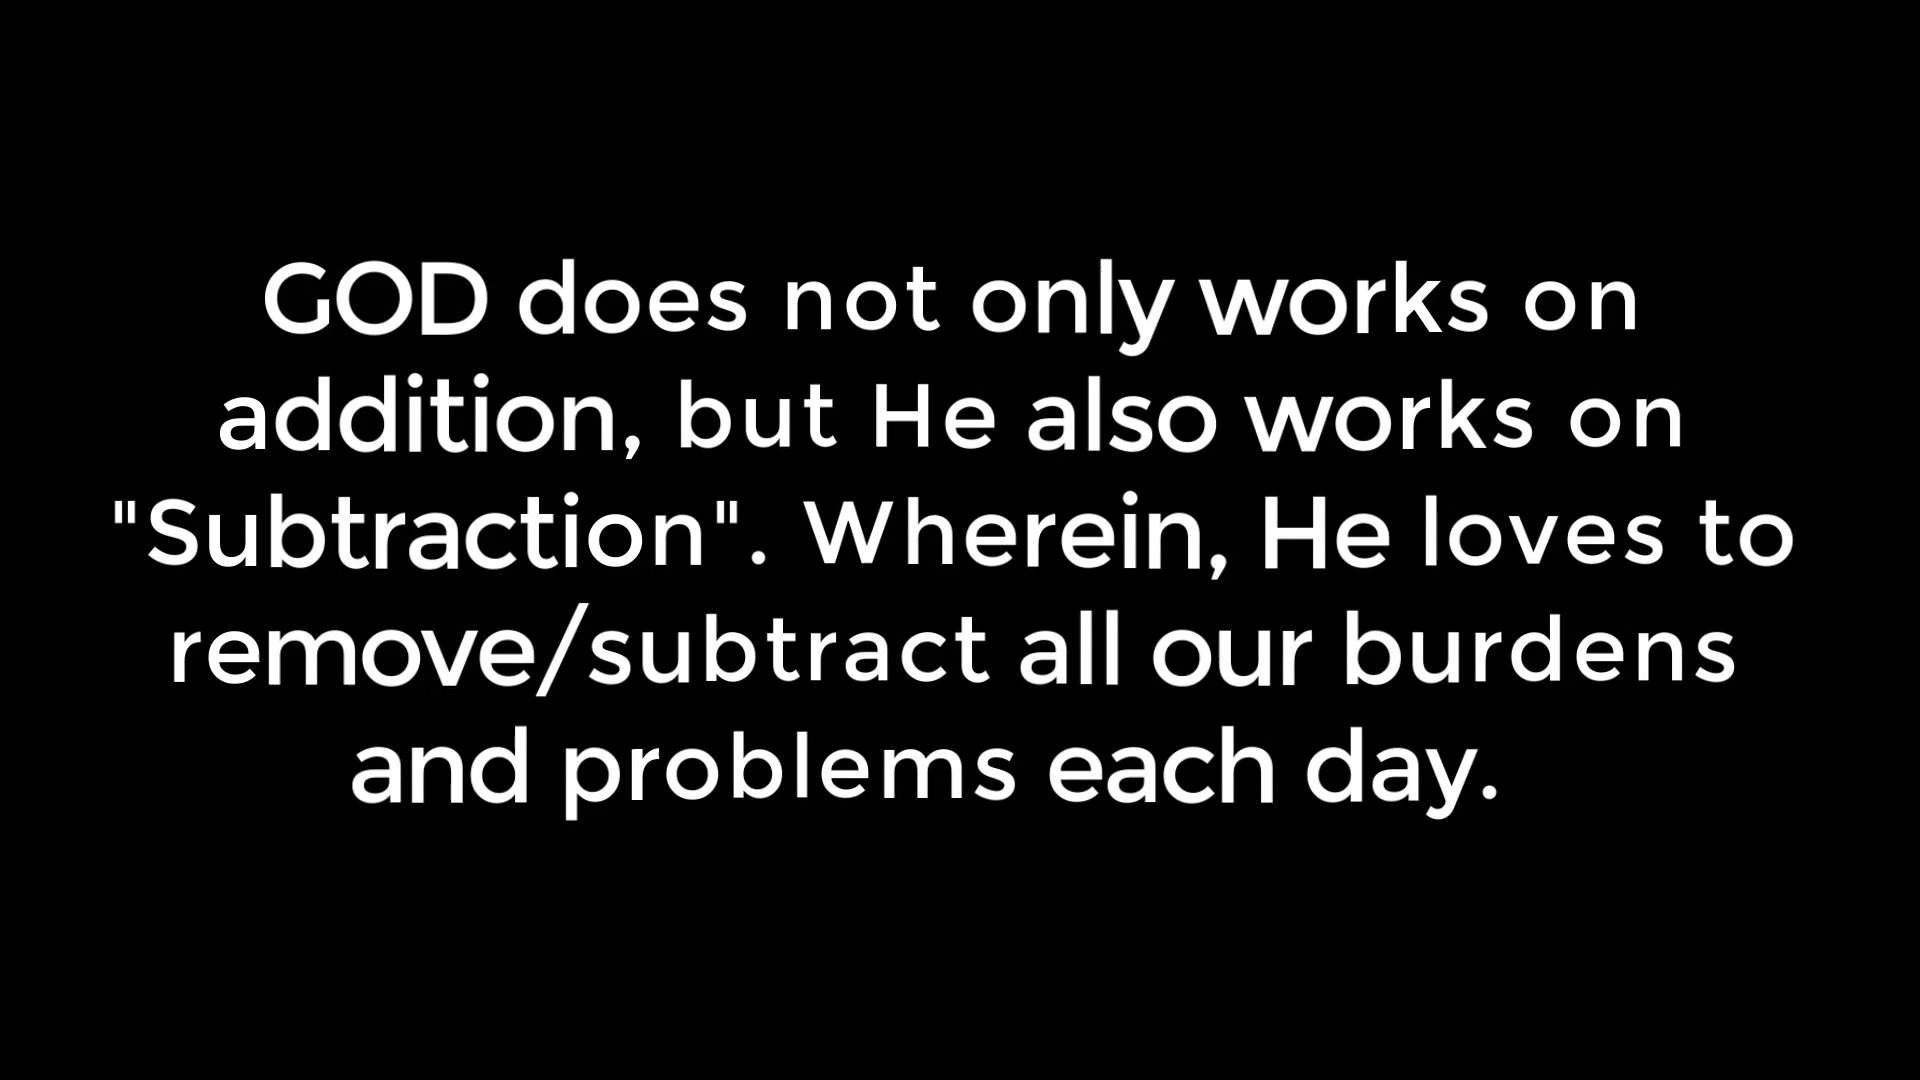 GOD does not only works on
addition, but He also works on
"Subtraction". Wherein, He loves to
remove/subtract all our burdens
and problems each day.